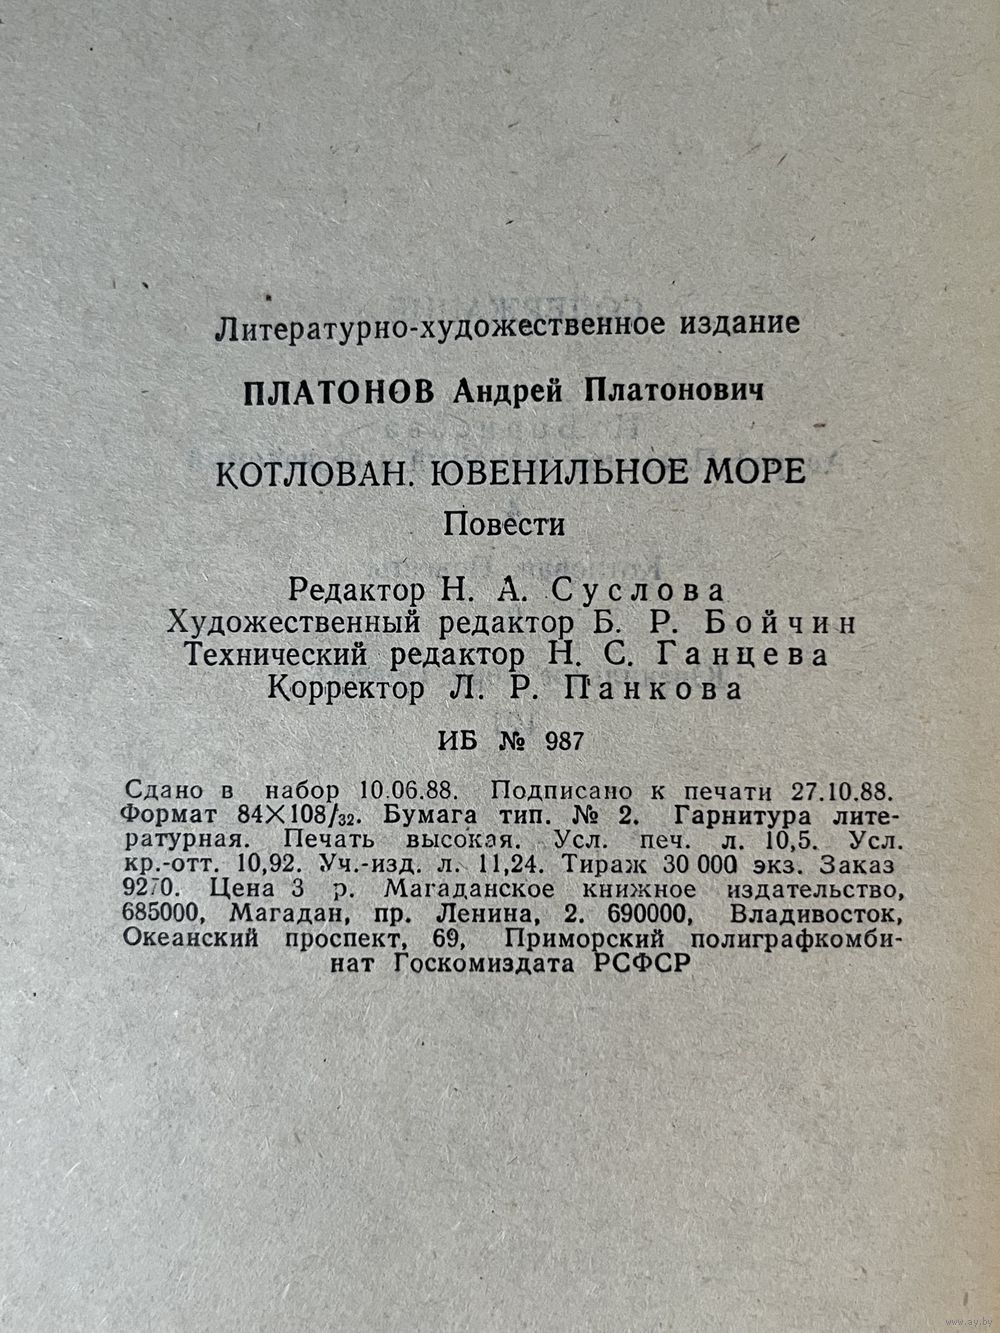 Литературно-художественное издание
ПЛАТОНОВ Андрей Платонович
КОТЛОВАН. ЮВЕНИЛЬНОЕ МОРЕ
Повести
Редактор Н. А. Суслова
Художественный редактор Б. Р. Бойчин
Технический редактор Н. С. Ганцева
Корректор Л. Р. Панкова
ИБ № 987
Сдано в набор 10.06.88. Подписано к печати 27.10.88.
Формат 84×108/32. Бумага тип. № 2. Гарнитура лите-
ратурная. Печать высокая. Усл. печ. л. 10,5. Усл.
кр.-отт. 10,92. Уч.-изд. л. 11,24. Тираж 30 000 экз. Заказ
9270. Цена 3 р. Магаданское книжное издательство,
685000, Магадан, пр. Ленина, 2. 690000, Владивосток,
Океанский проспект, 69, Приморский полиграфкомби-
нат Госкомиздата РСФСР
www.ay.by